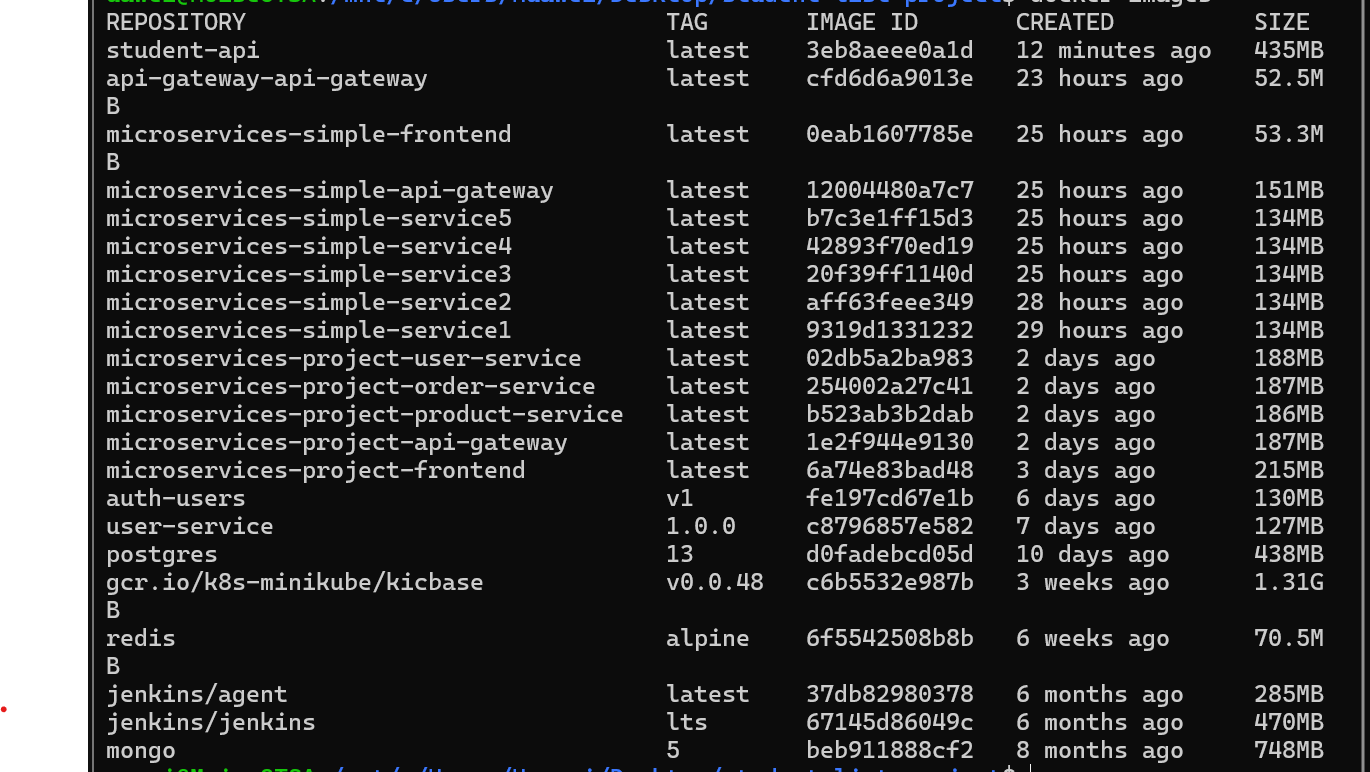 REPOSITORY TAG IMAGE ID CREATED SIZE
student-api latest 3eb8aeee0a1d 12 minutes ago 435MB
api-gateway-api-gateway latest cfd6d6a9013e 23 hours ago 52.5M
B
microservices-simple-frontend latest 0eab1607785e 25 hours ago 53.3M
B
microservices-simple-api-gateway latest 12004480a7c7 25 hours ago 151MB
microservices-simple-service5 latest b7c3e1ff15d3 25 hours ago 134MB
microservices-simple-service4 latest 42893f70ed19 25 hours ago 134MB
microservices-simple-service3 latest 20f39ff1140d 25 hours ago 134MB
microservices-simple-service2 latest aff63feee349 28 hours ago 134MB
microservices-simple-service1 latest 9319d1331232 29 hours ago 134MB
microservices-project-user-service latest 02db5a2ba983 2 days ago 188MB
microservices-project-order-service latest 254002a27c41 2 days ago 187MB
microservices-project-product-service latest b523ab3b2dab 2 days ago 186MB
microservices-project-api-gateway latest 1e2f944e9130 2 days ago 187MB
microservices-project-frontend latest 6a74e83bad48 3 days ago 215MB
auth-users v1 fe197cd67e1b 6 days ago 130MB
user-service 1.0.0 c8796857e582 7 days ago 127MB
postgres 13 d0fadebcd05d 10 days ago 438MB
gcr.io/k8s-minikube/kicbase v0.0.48 c6b5532e987b 3 weeks ago 1.31G
B
redis alpine 6f5542508b8b 6 weeks ago 70.5M
B
jenkins/agent latest 37db82980378 6 months ago 285MB
jenkins/jenkins lts 67145d86049c 6 months ago 470MB
mongo 5 beb911888cf2 8 months ago 748MB